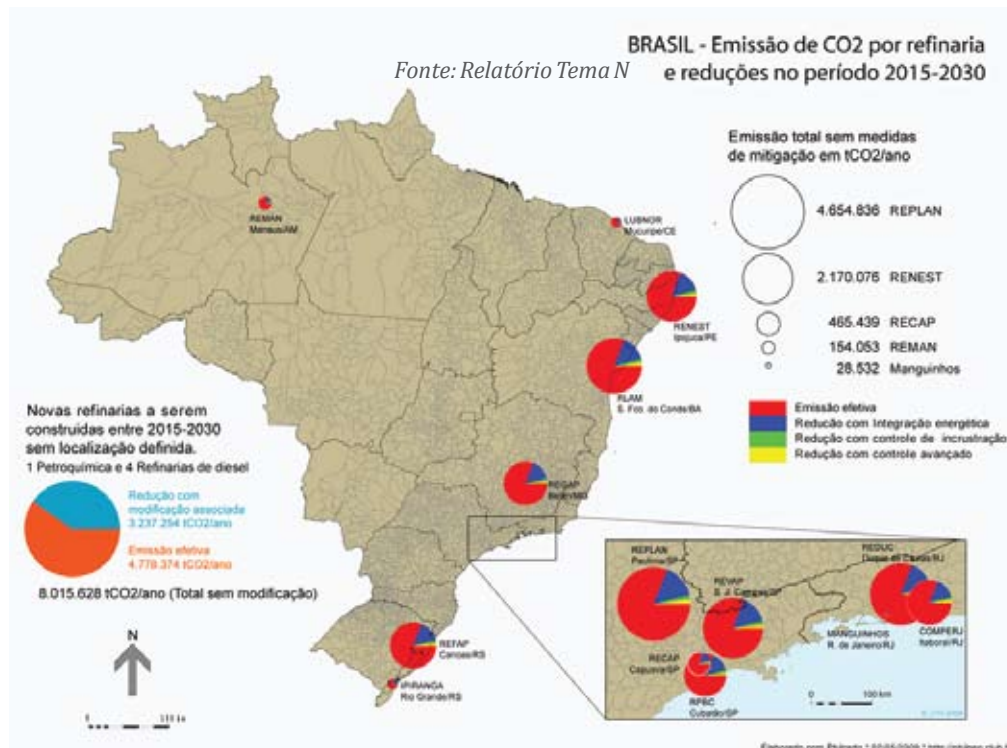 BRASIL - Emissão de CO2 por refinaria
e reduções no período 2015-2030
Fonte: Relatório Tema N
Emissão total sem medidas
de mitigação em tCO2/ano
4.654.836 REPLAN
2.170.076 RENEST
465.439 RECAP
154.053 REMAN
28.532 Manguinhos
Emissão efetiva
Redução com Integração energética
Redução com controle de incrustração
Redução com controle avançado
REMAN
Manaus/AM
LUBNOR
Mucuripe/CE
RENEST
Ipojuca/PE
RLAM
S. Fco. do Conde/BA
REGAP
Betim/MG
REFAP
Canoas/RS
IPIRANGA
Rio Grande/RS
Novas refinarias a serem
construidas entre 2015-2030
sem localização definida.
1 Petroquímica e 4 Refinarias de diesel
Redução com
modificação associada
3.237.254 tCO2/ano
Emissão efetiva
4.778.374 tCO2/ano
8.015.628 tCO2/ano (Total sem modificação)
N
REPLAN
Paulínia/SP
REVAP
S. J. Campos/SP
REDUC
Duque de Caxias/RJ
MANGUINHOS
R. de Janeiro/RJ
COMPERJ
Itaboraí/RJ
RECAP
Capuava/SP
RPBC
Cubatão/SP
0 100 km